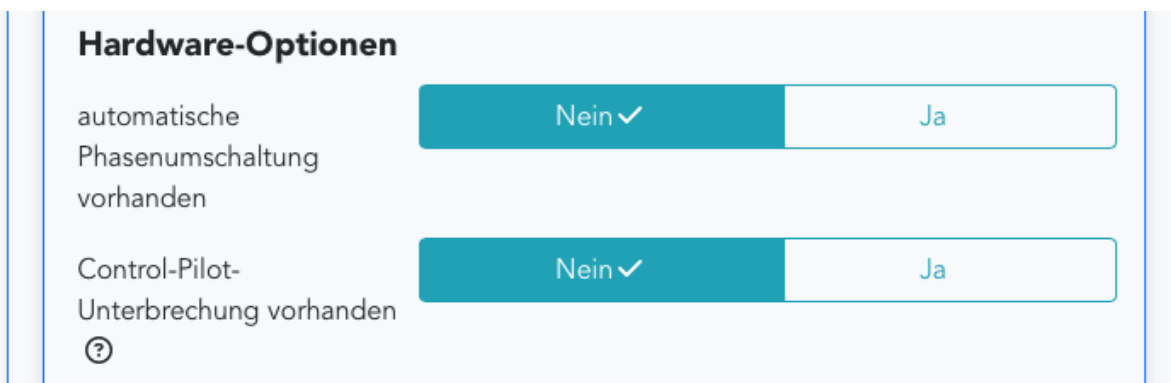 Hardware-Optionen
automatische
Phasenumschaltung
vorhanden
Nein✓ Ja
Control-Pilot-
Unterbrechung vorhanden
?
Nein✓ Ja